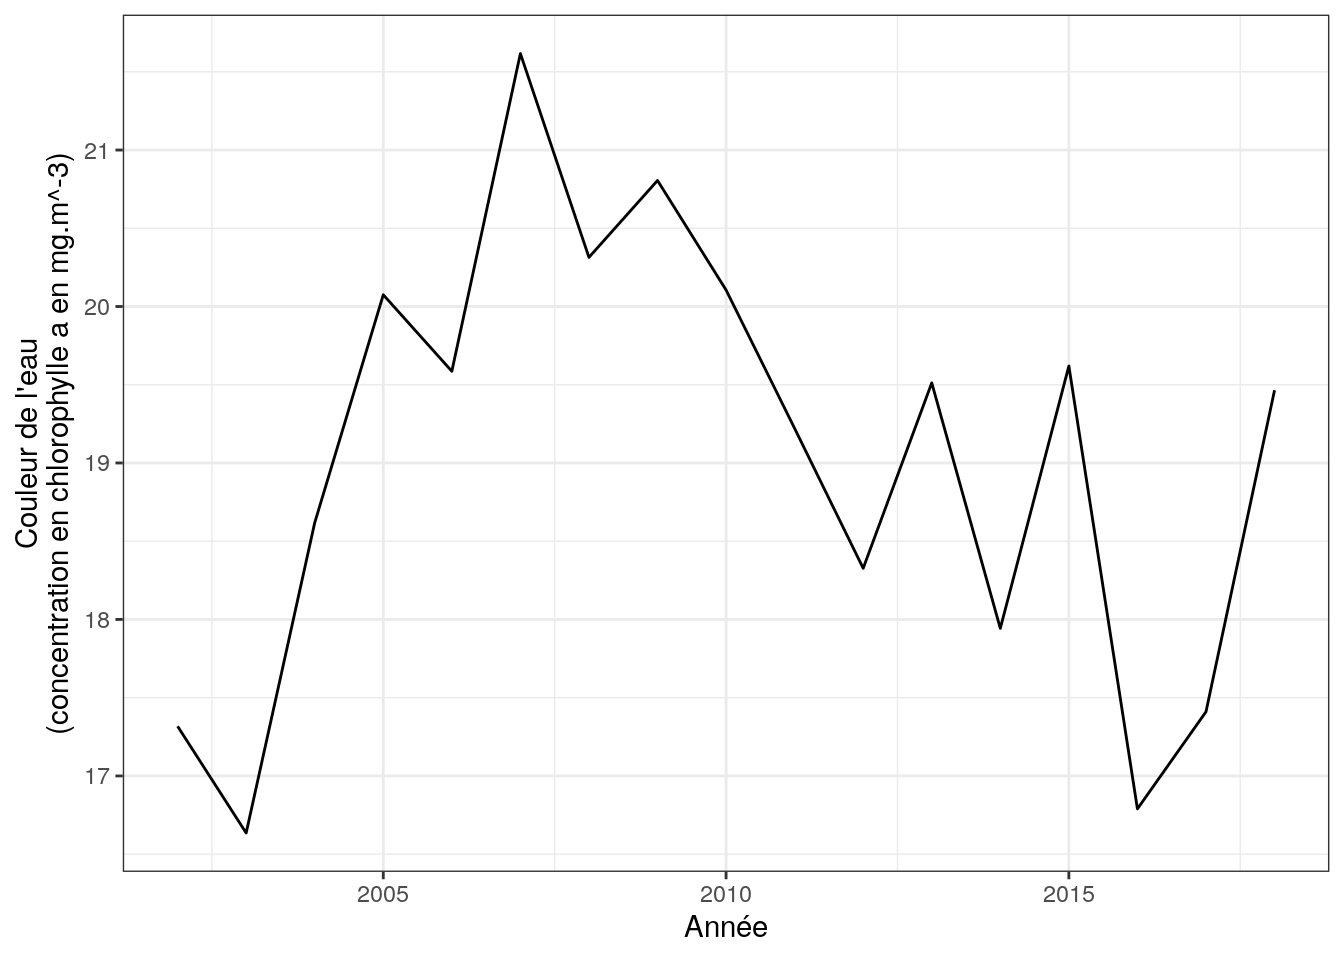 Couleur de l'eau
(concentration en chlorophylle a en mg.m^-3)
21
20
19
18
17
2005
2010
2015
Année